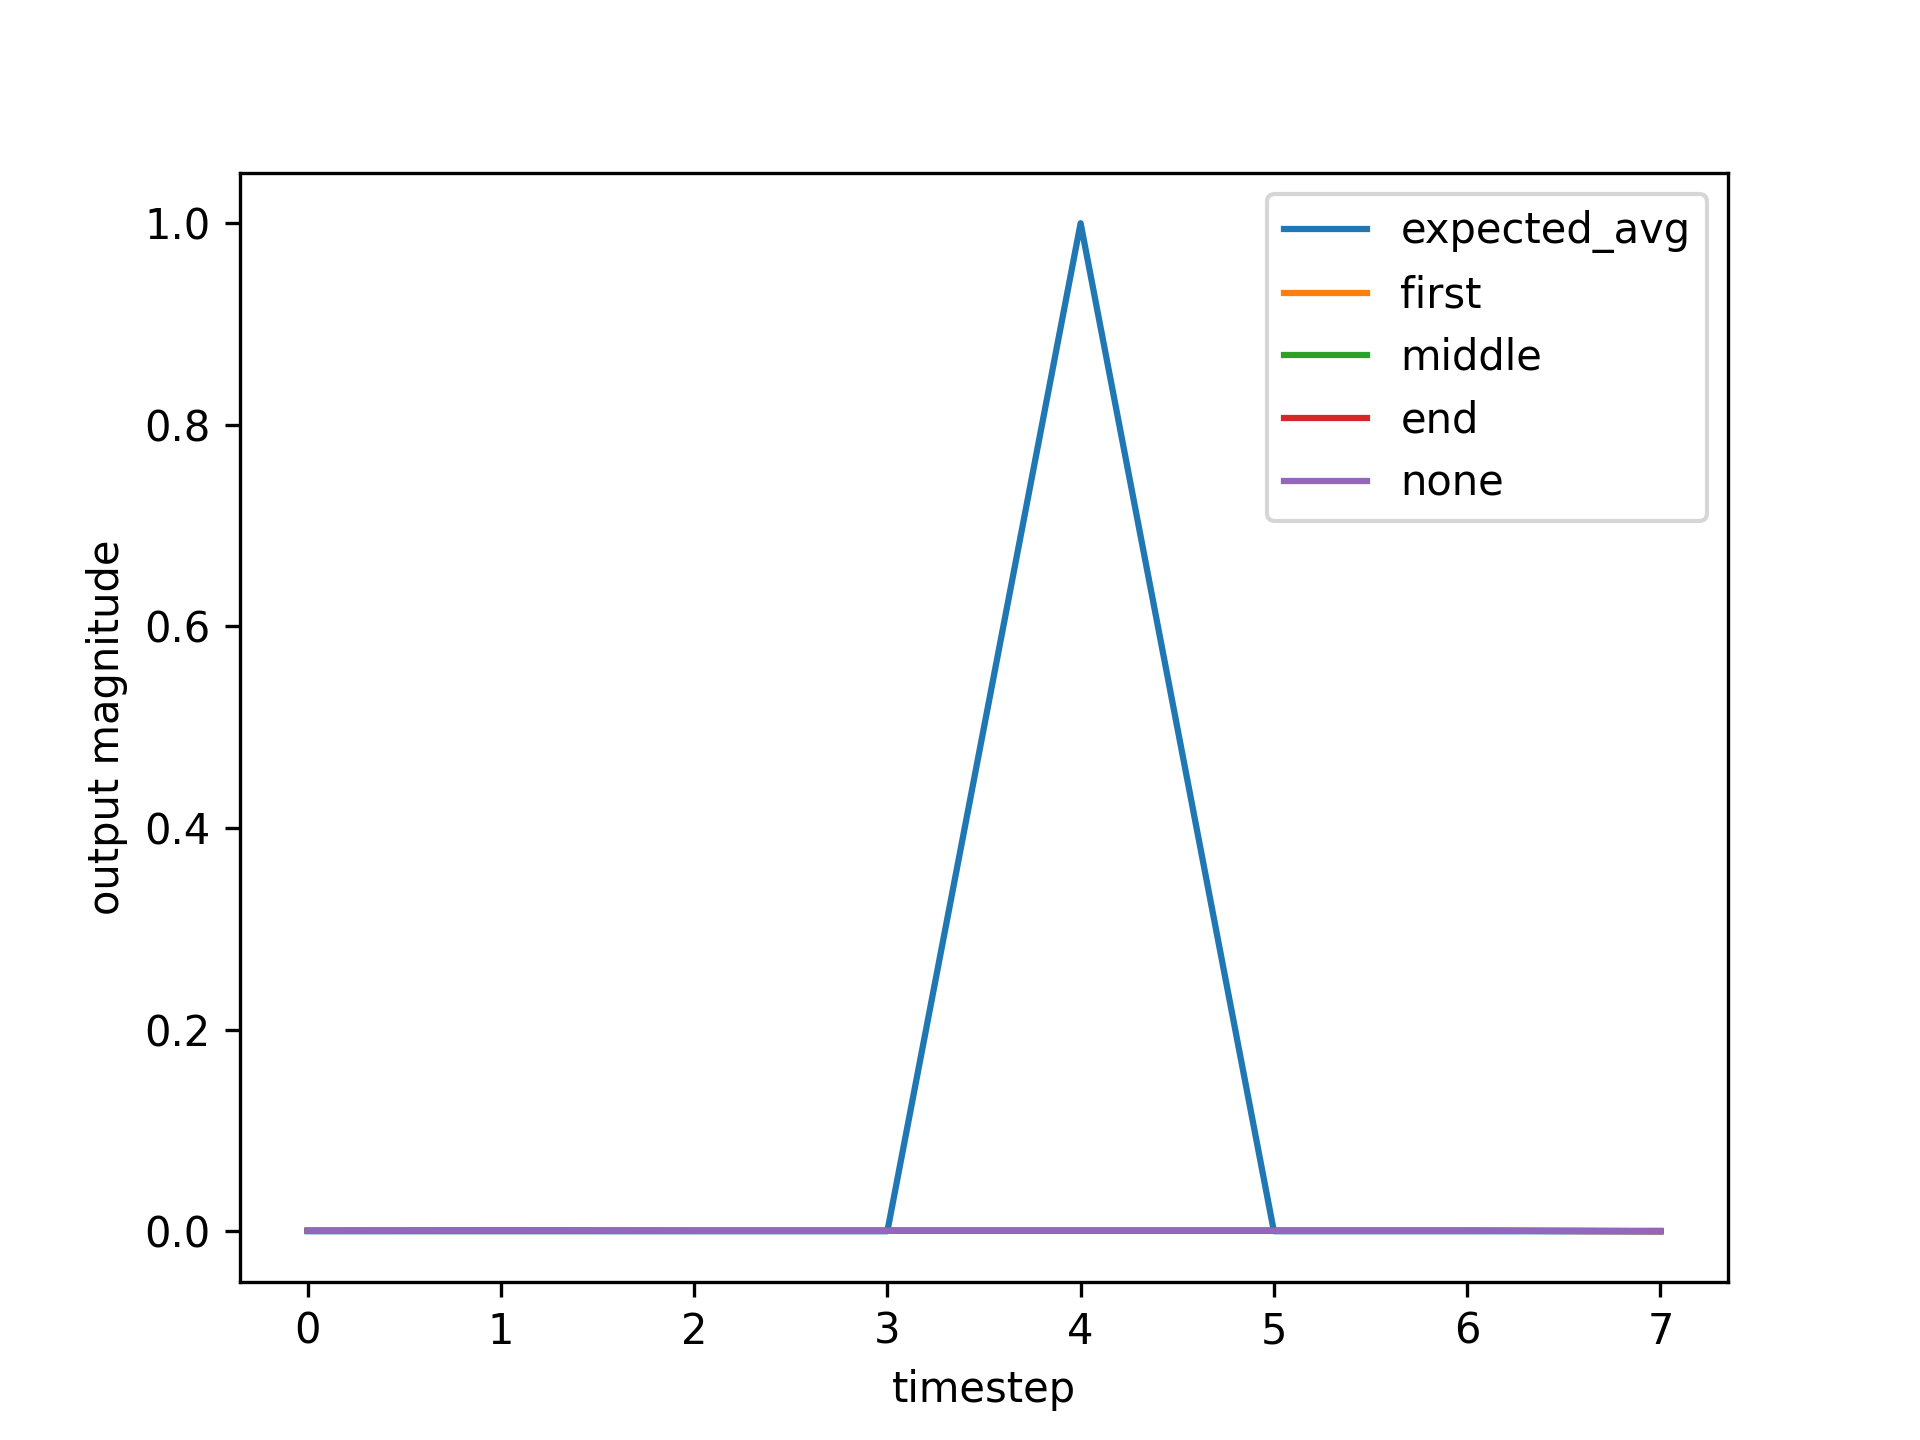 1.0
0.8
0.6
0.4
0.2
0.0
output magnitude
expected_avg
first
middle
end
none
0 1 2 3 4 5 6 7
timestep